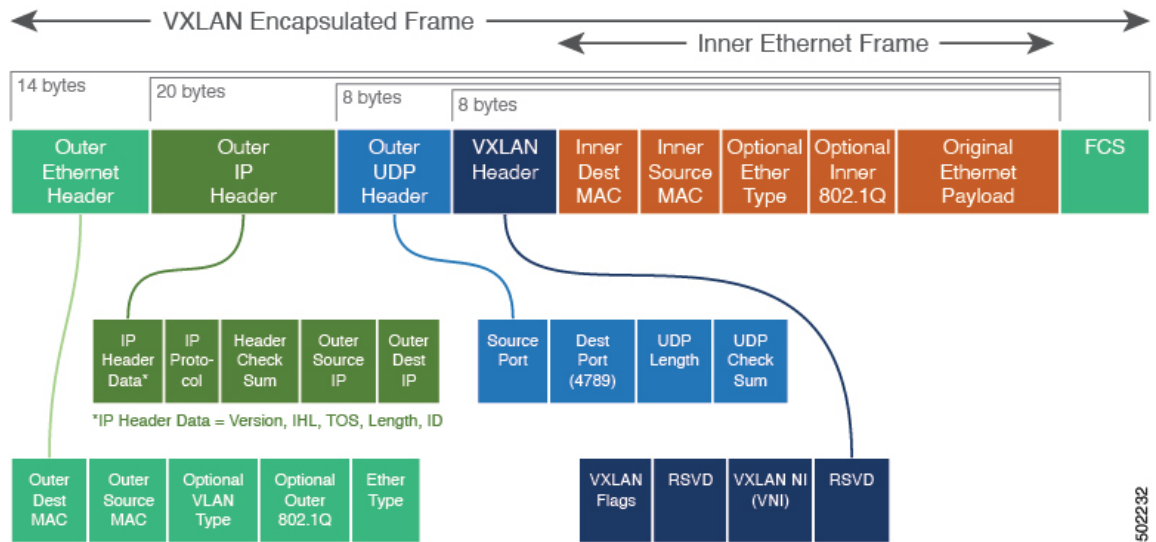 VXLAN Encapsulated Frame
Inner Ethernet Frame
14 bytes
20 bytes
8 bytes
8 bytes
Outer
Ethernet
Header
Outer
IP
Header
Outer
UDP
Header
VXLAN
Header
Inner
Dest
MAC
Inner
Source
MAC
Optional
Ether
Type
Optional
Inner
802.1Q
Original
Ethernet
Payload
FCS
IP
Header
Data*
IP
Proto-
col
Header
Check
Sum
Outer
Source
IP
Outer
Dest
IP
Source
Port
Dest
Port
(4789)
UDP
Length
UDP
Check
Sum
*IP Header Data = Version, IHL, TOS, Length, ID
Outer
Dest
MAC
Outer
Source
MAC
Optional
VLAN
Type
Optional
Outer
802.1Q
Ether
Type
VXLAN
Flags
RSVD
VXLAN NI
(VNI)
RSVD
502232